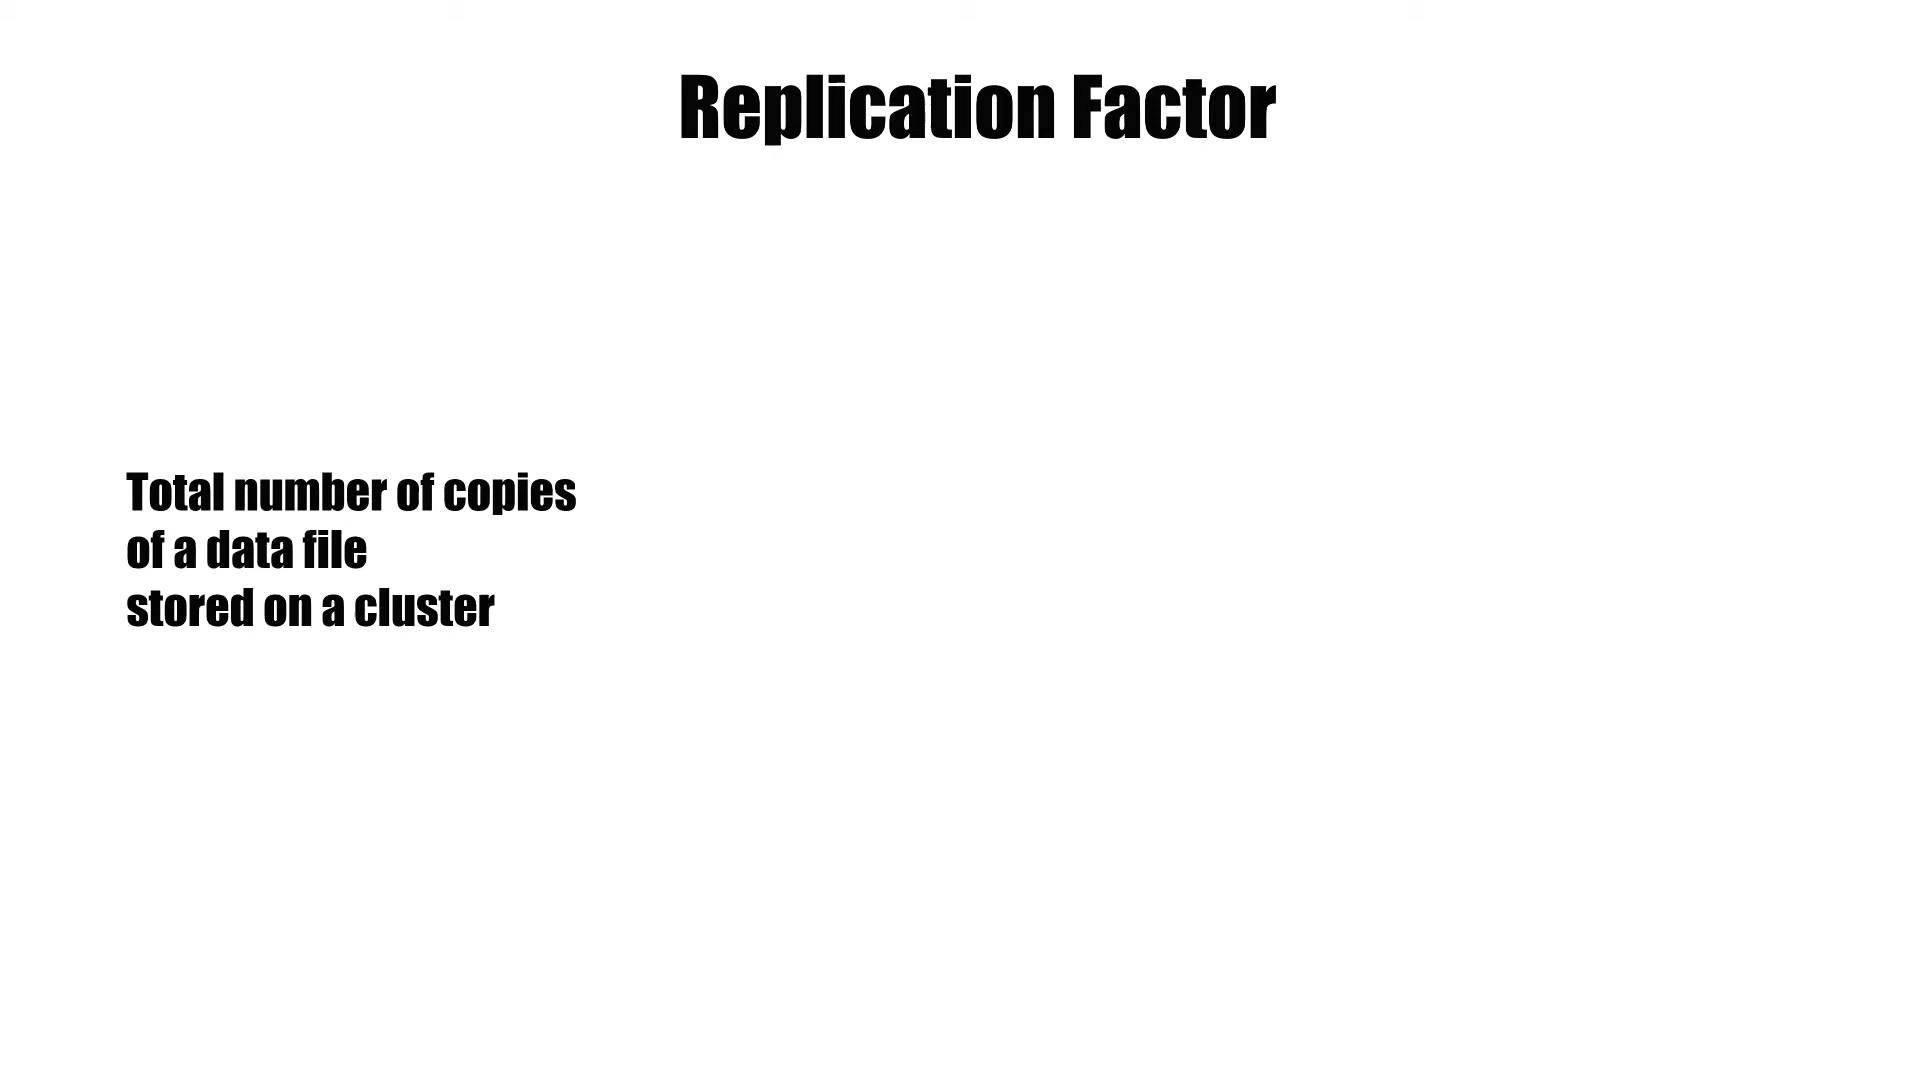 Replication Factor
Total number of copies
of a data file
stored on a cluster